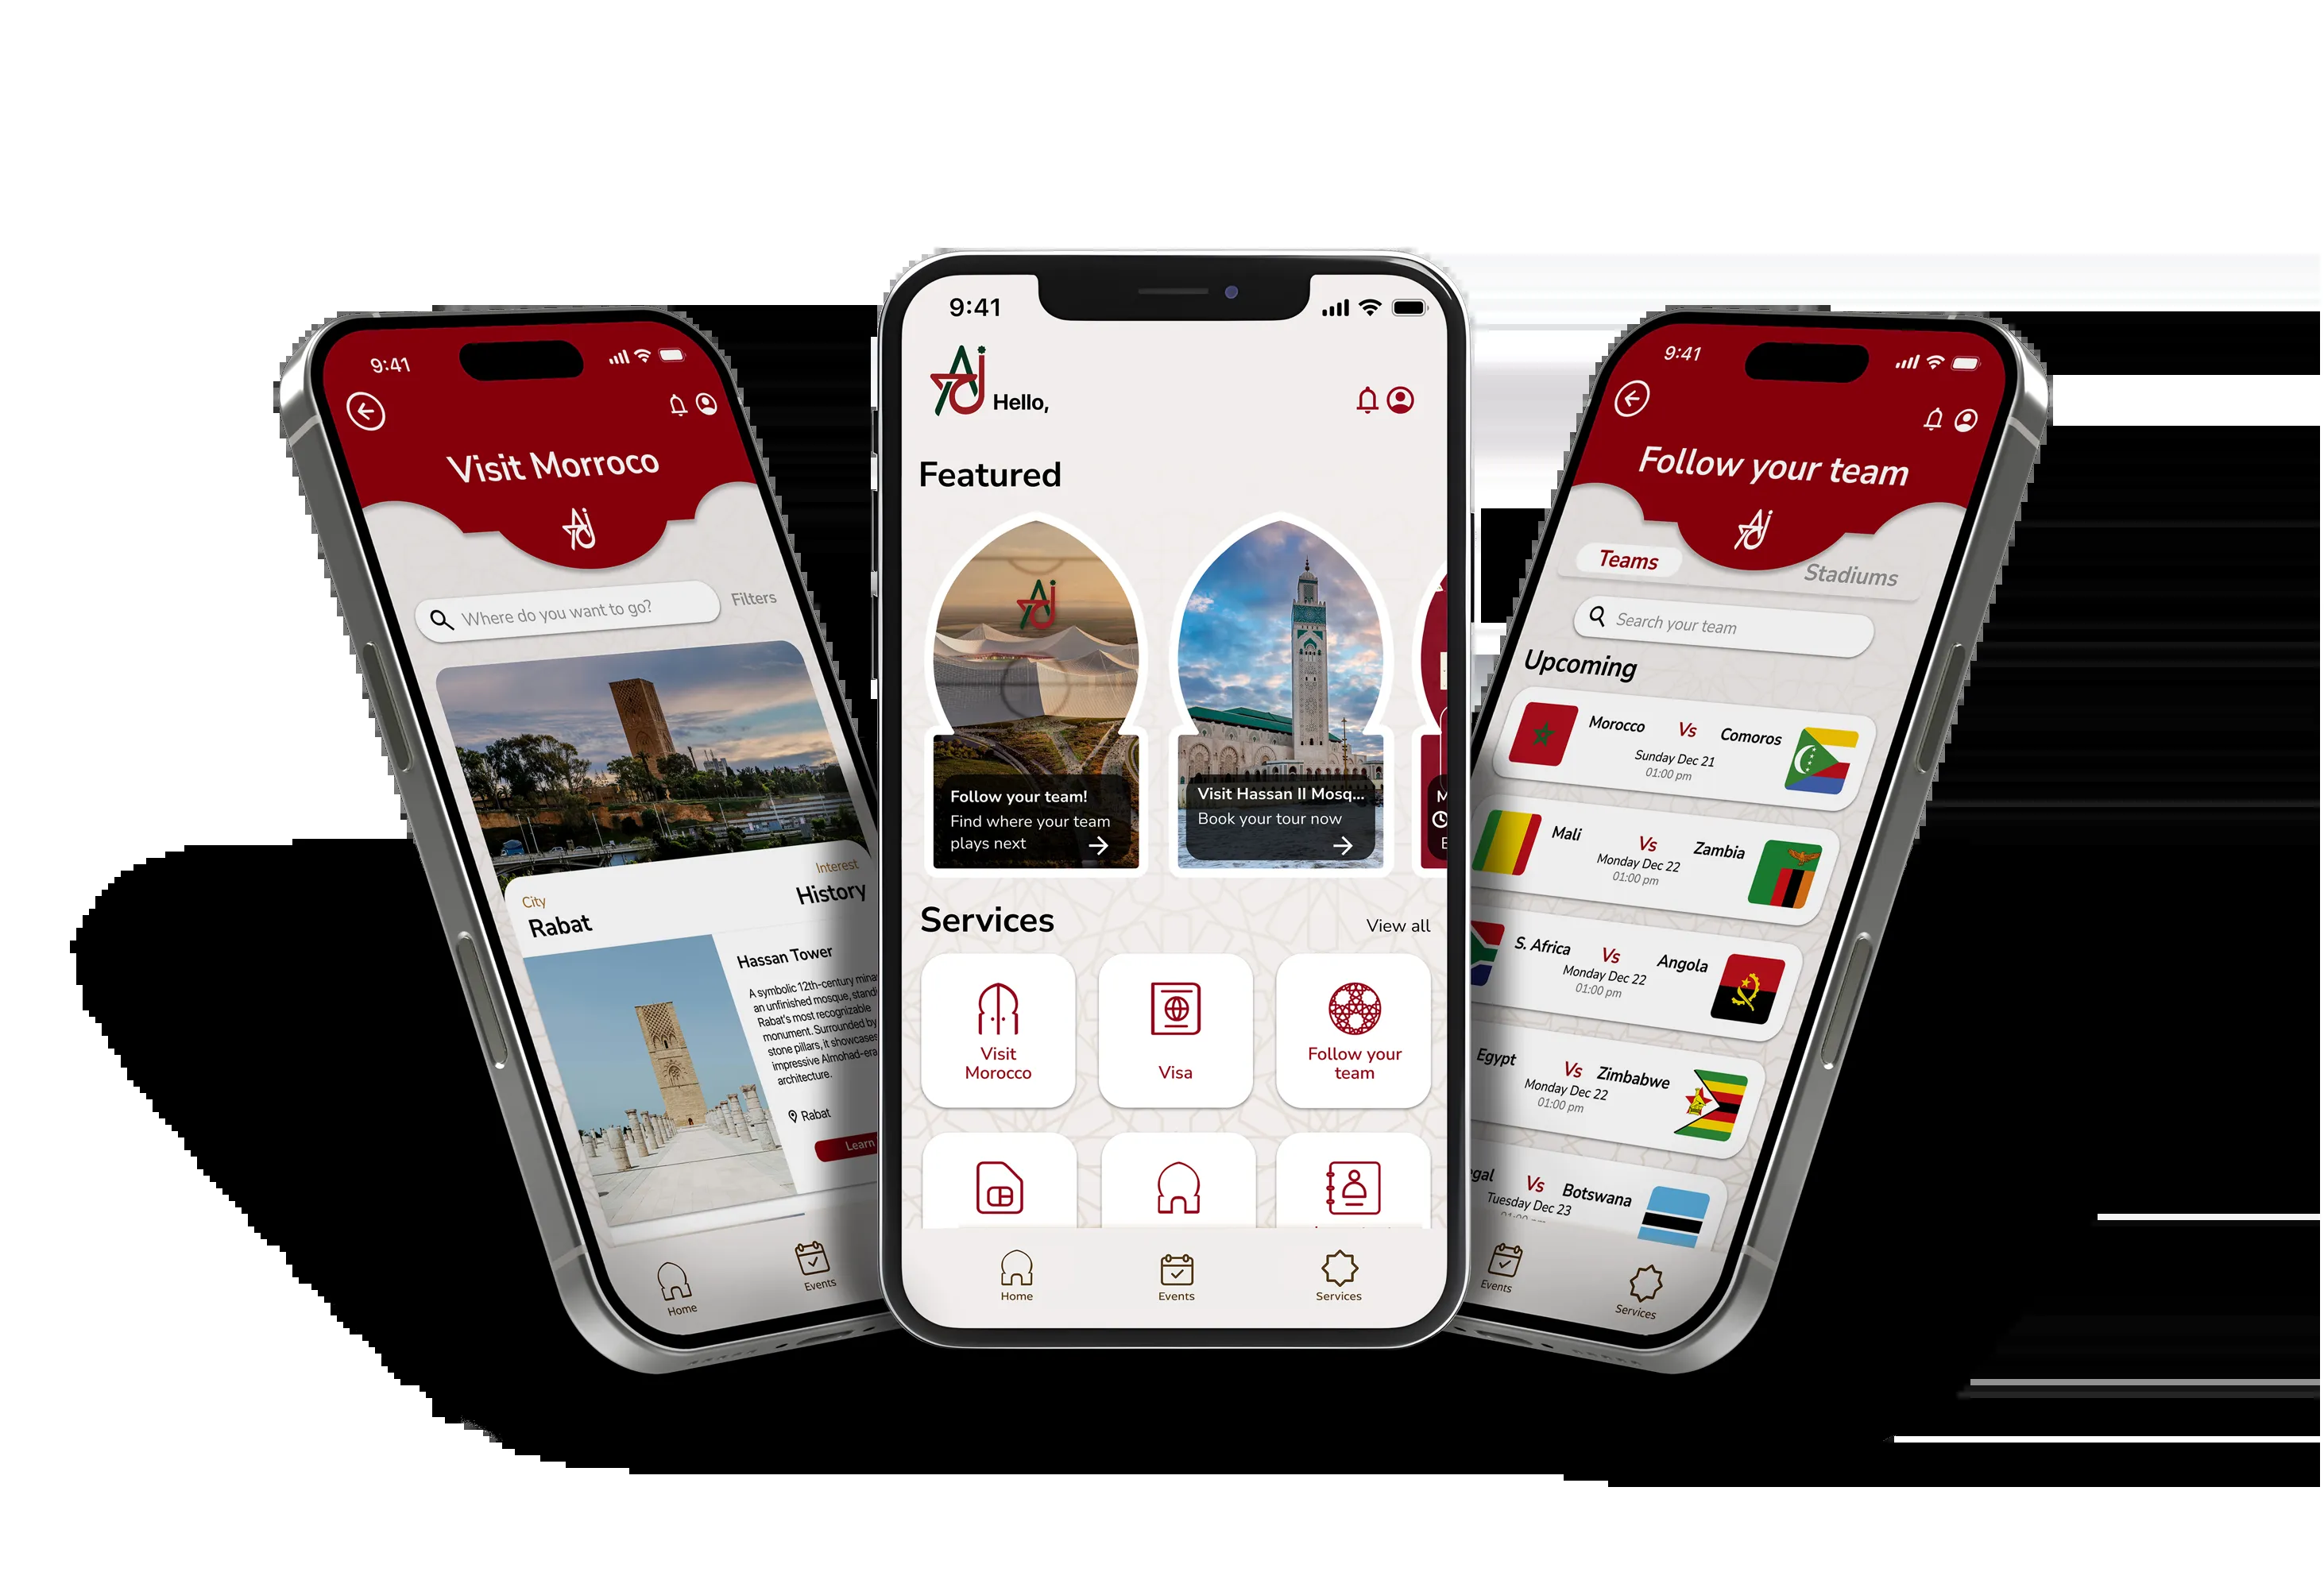 9:41
Visit Morroco
Where do you want to go?
Filters
City
Rabat
Interest
History
Hassan Tower
A symbolic 12th-century
an unfinished mosque,
Rabat's most recognizable
monument. Surrounded by
stone pillars, it showcases
impressive Almohad-era
architecture.
Rabat
Learn
Home
Events
9:41
Hello,
Featured
Follow your team!
Find where your team
plays next
Visit Hassan II Mosq...
Book your tour now
Services
View all
Visit
Morocco
Visa
Follow your
team
Home
Events
Services
9:41
Follow your team
Teams
Stadiums
Search your team
Upcoming
Morocco Vs Comoros
Sunday Dec 21
01:00 pm
Mali Vs Zambia
Monday Dec 22
01:00 pm
S. Africa Vs Angola
Monday Dec 22
01:00 pm
Egypt Vs Zimbabwe
Monday Dec 22
01:00 pm
Vs Botswana
Tuesday Dec 23
Events
Services